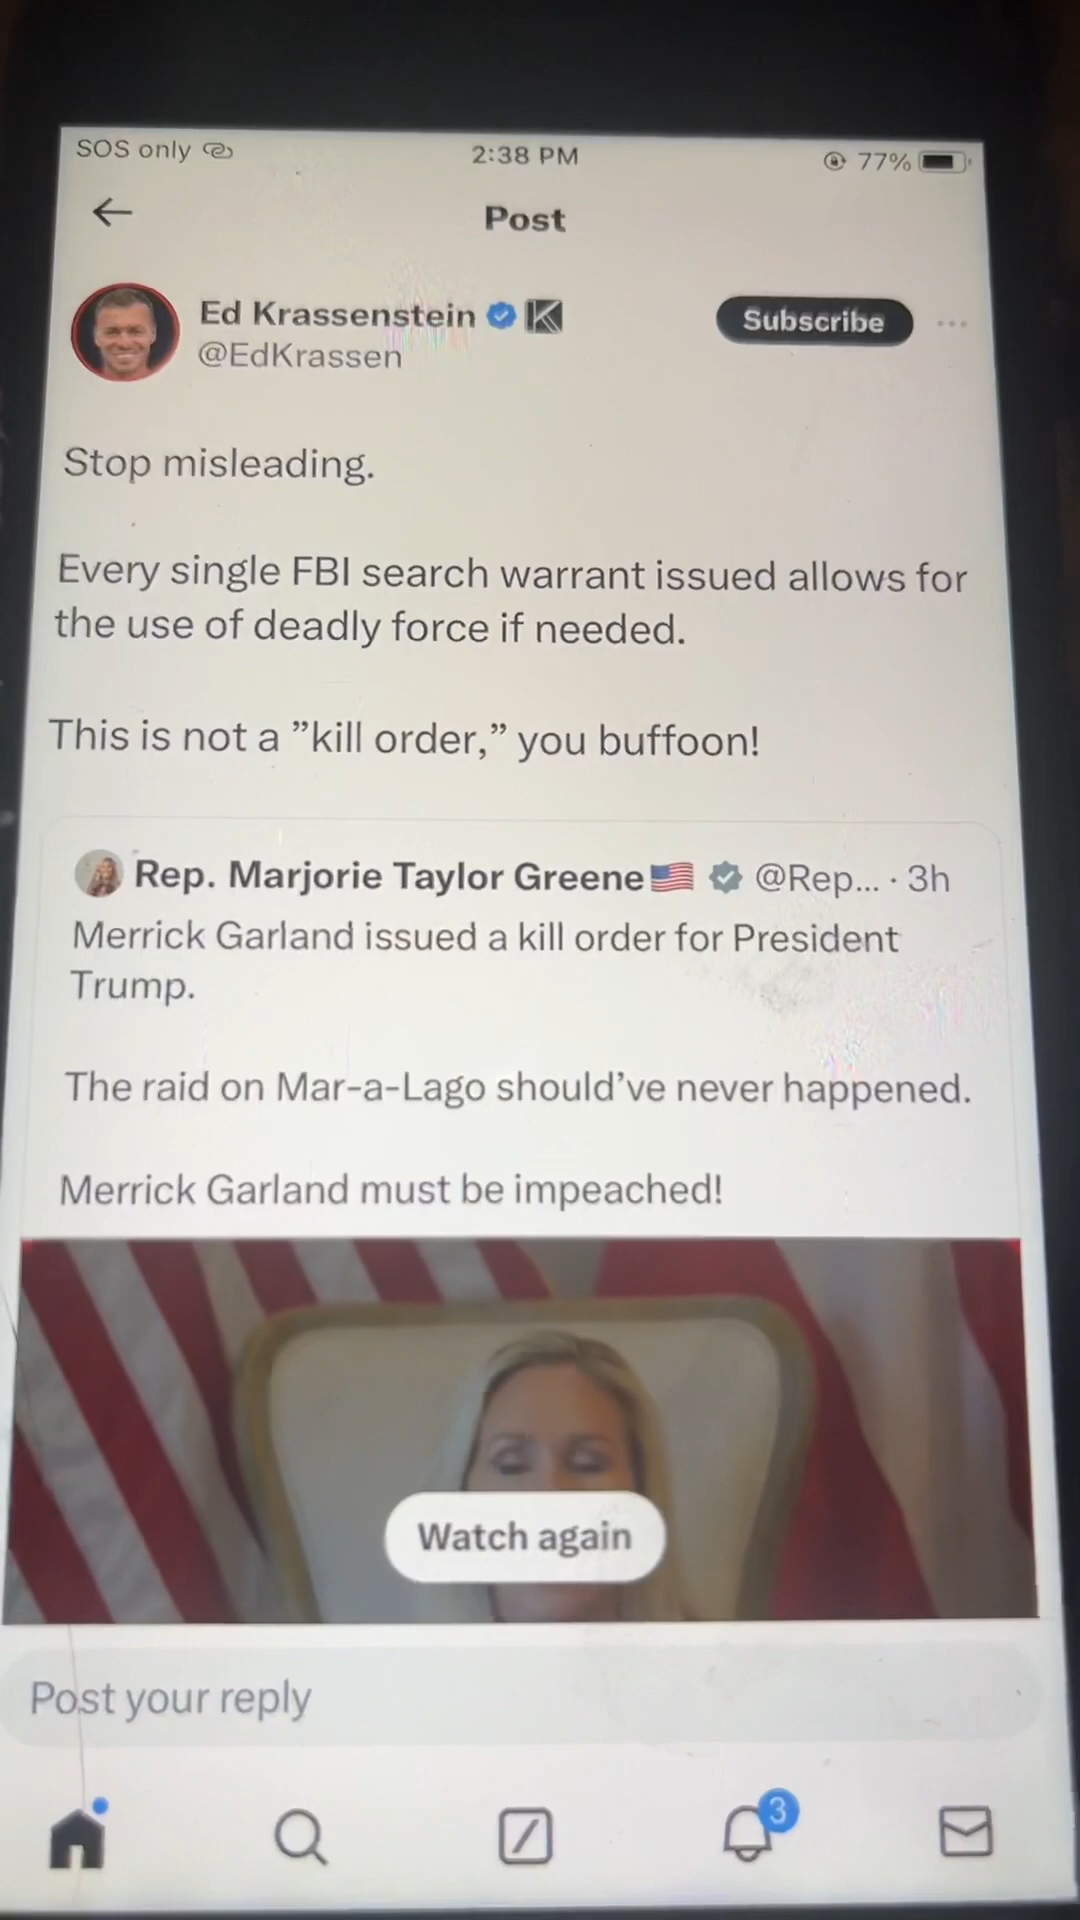 SOS only
2:38 PM
77%
Post
Ed Krassenstein
Subscribe
@EdKrassen
Stop misleading.
Every single FBI search warrant issued allows for
the use of deadly force if needed.
This is not a ”kill order,” you buffoon!
Rep. Marjorie Taylor Greene🇺🇸 @Rep... · 3h
Merrick Garland issued a kill order for President
Trump.
The raid on Mar-a-Lago should’ve never happened.
Merrick Garland must be impeached!
Watch again
Post your reply
3